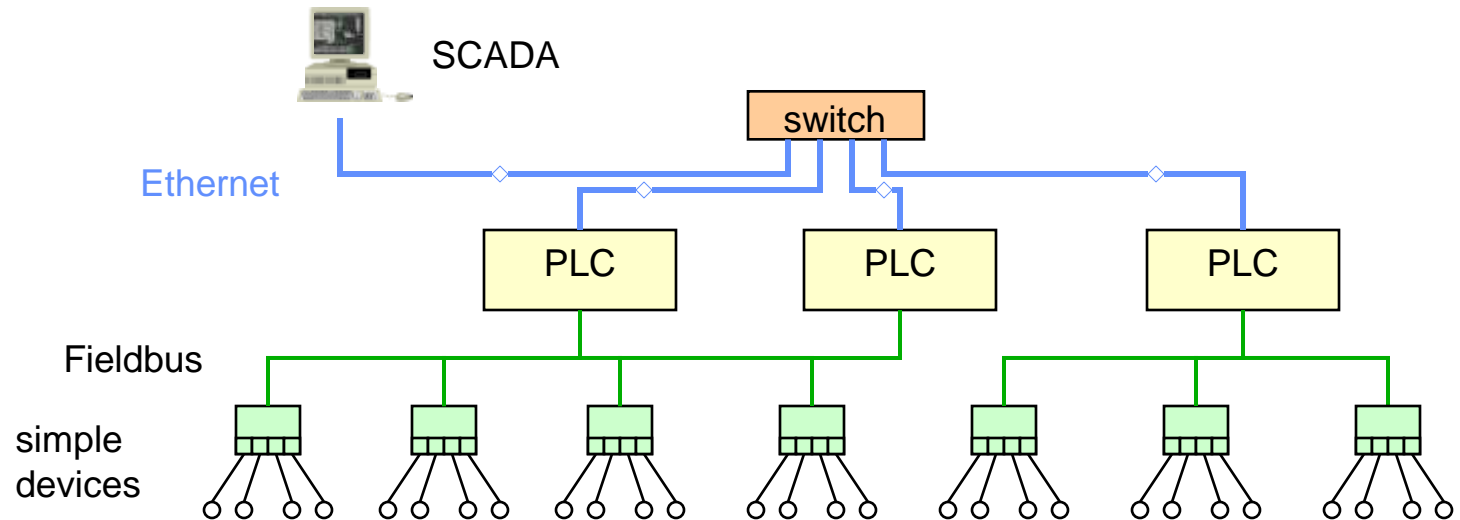 SCADA
switch
Ethernet
PLC
PLC
PLC
Fieldbus
simple
devices